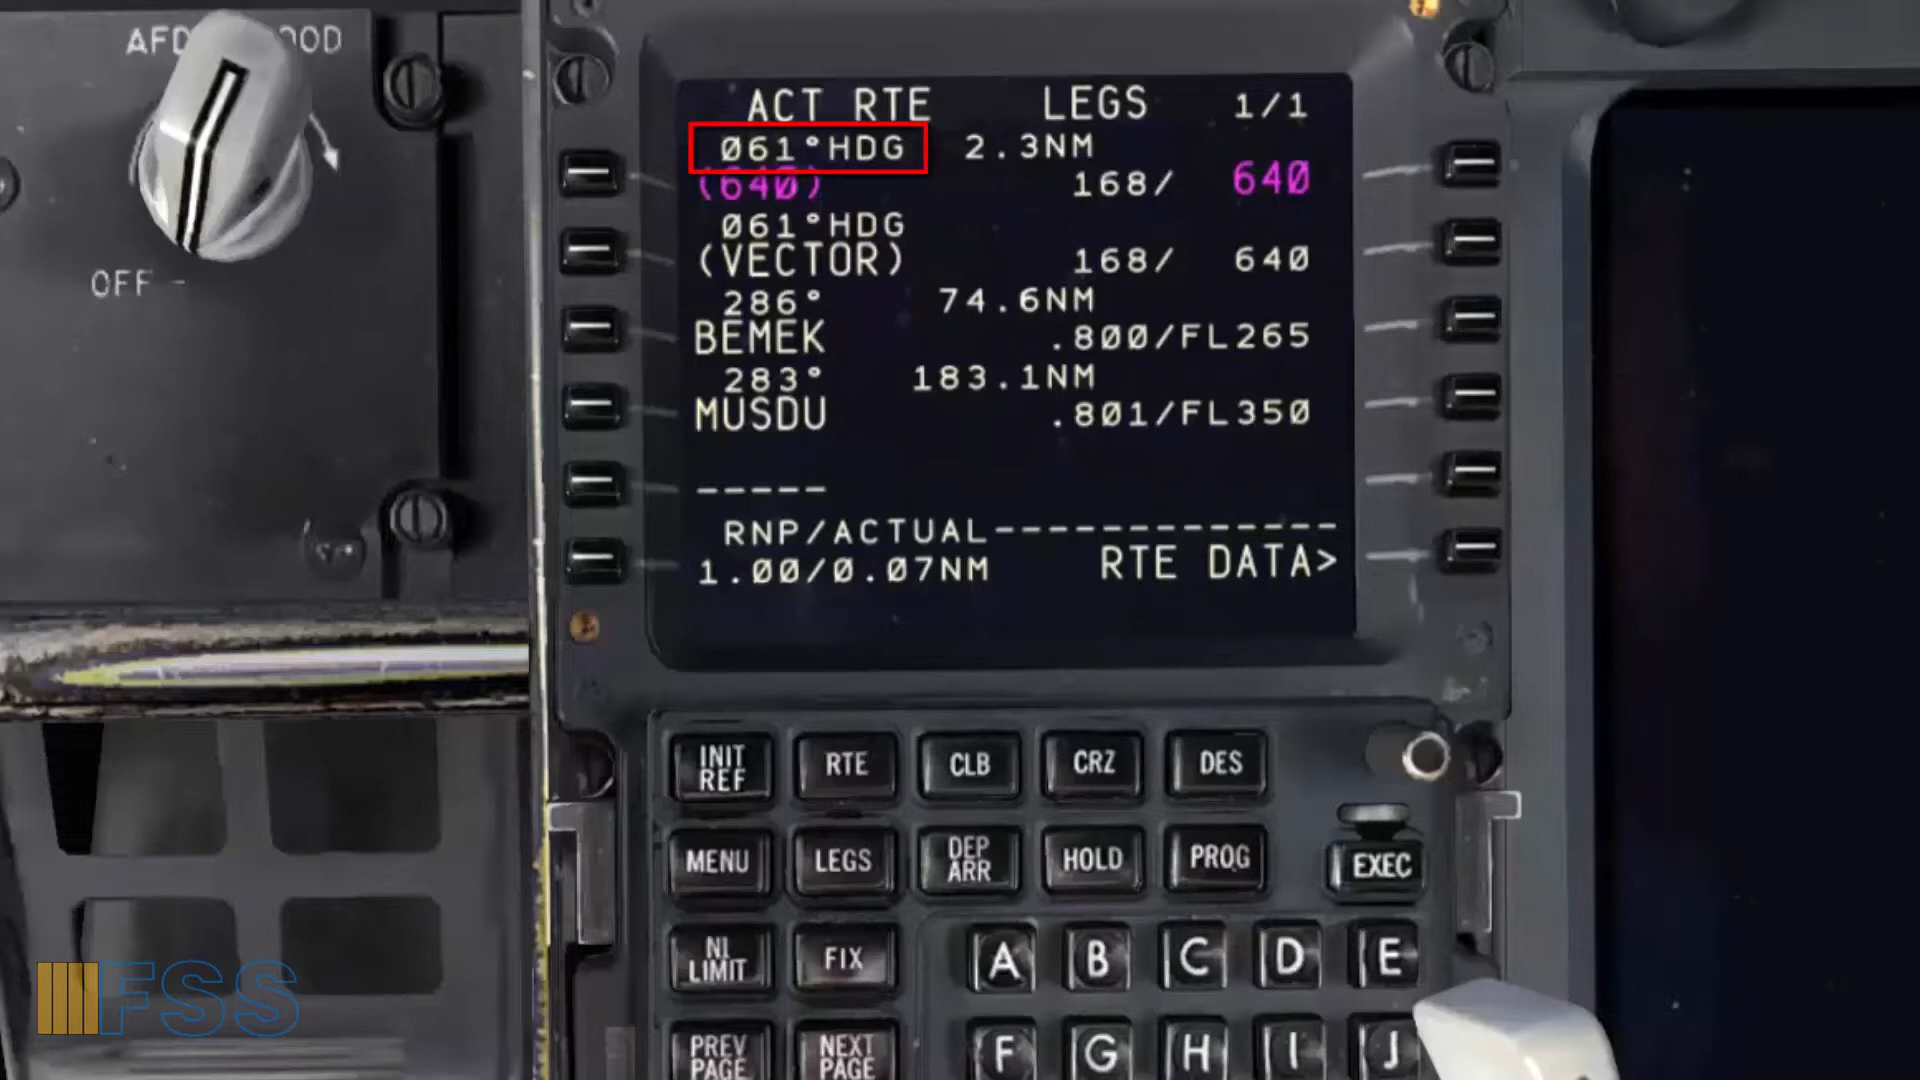 AFD OOD
OFF -
ACT RTE LEGS 1/1
061°HDG 2.3NM
(640) 168/ 640
061°HDG
(VECTOR) 168/ 640
286° 74.6NM
BEMEK .800/FL265
283° 183.1NM
MUSDU .801/FL350
-----
RNP/ACTUAL-------------
1.00/0.07NM RTE DATA>
INIT REF RTE CLB CRZ DES
MENU LEGS DEP ARR HOLD PROG EXEC
N1 LIMIT FIX A B C D E
PREV PAGE NEXT PAGE F G H I J
FSS